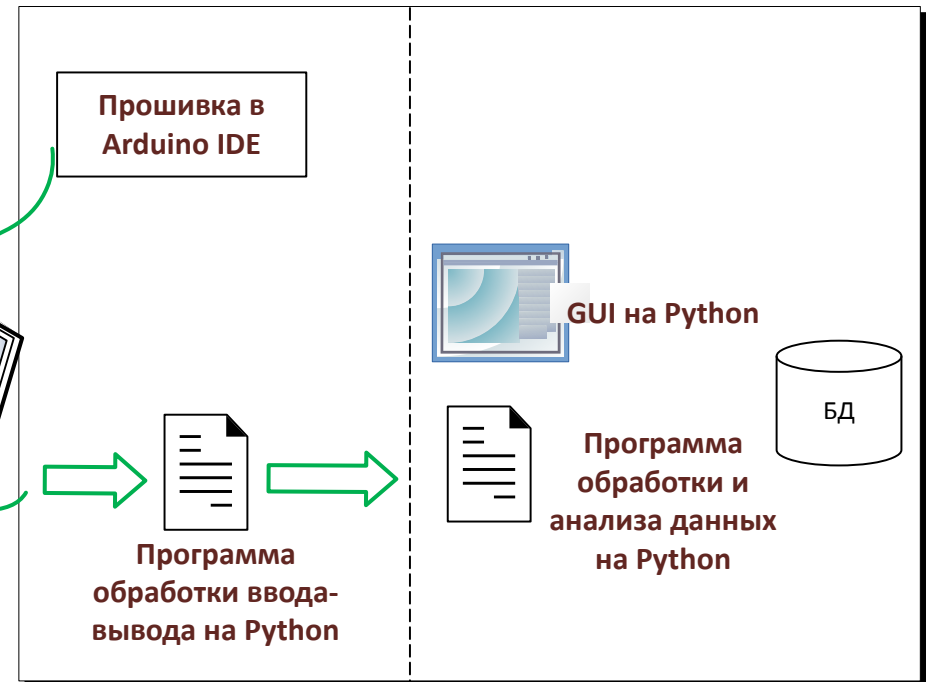 Прошивка в
Arduino IDE
GUI на Python
БД
Программа
обработки и
анализа данных
на Python
Программа
обработки ввода-
вывода на Python